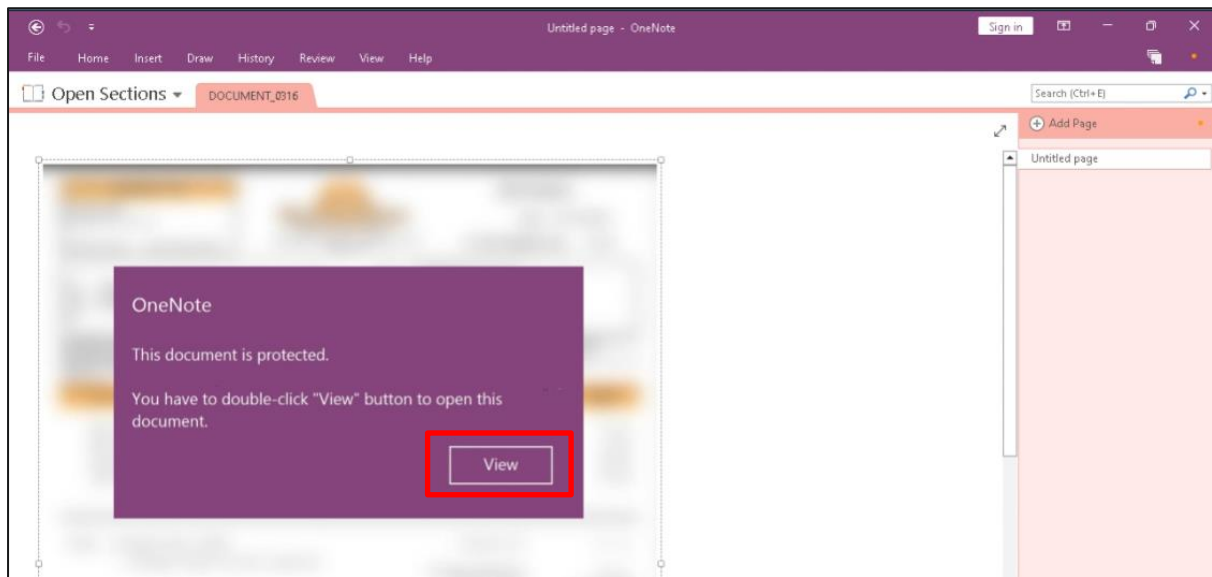 Untitled page - OneNote
Sign in
File Home Insert Draw History Review View Help
Open Sections DOCUMENT_0316
Search (Ctrl+E)
Add Page
Untitled page
OneNote
This document is protected.
You have to double-click "View" button to open this
document.
View